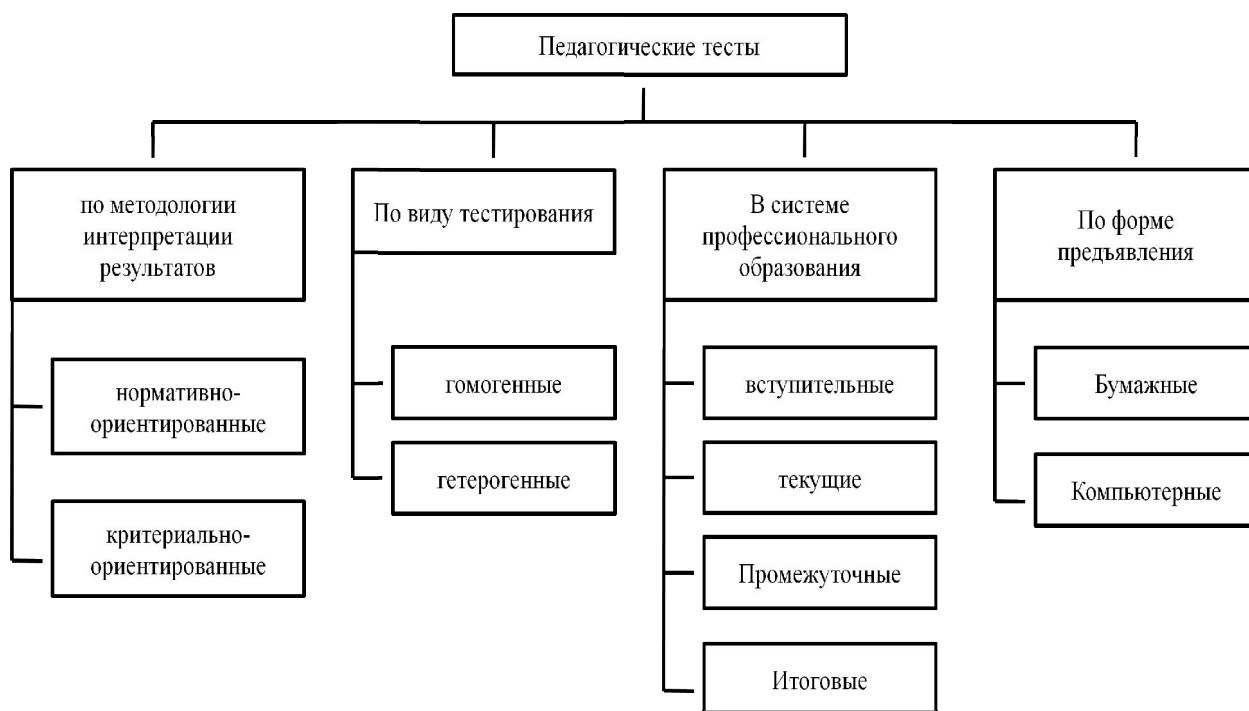 Педагогические тесты
по методологии
интерпретации
результатов
нормативно-
ориентированные
критериально-
ориентированные
По виду тестирования
гомогенные
гетерогенные
В системе
профессионального
образования
вступительные
текущие
Промежуточные
Итоговые
По форме
предъявления
Бумажные
Компьютерные